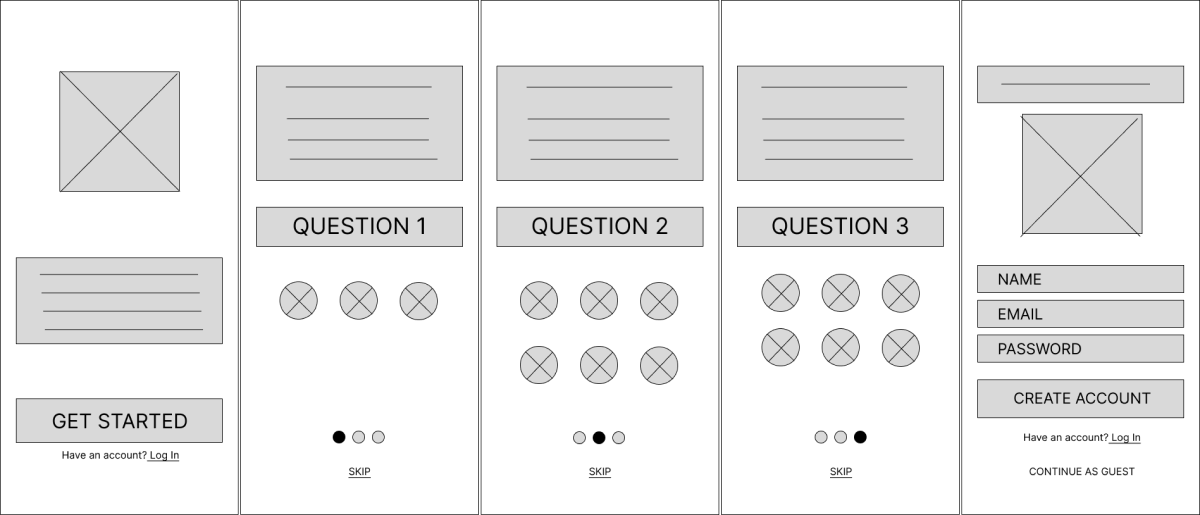 GET STARTED
Have an account? Log In
QUESTION 1
SKIP
QUESTION 2
SKIP
QUESTION 3
SKIP
NAME
EMAIL
PASSWORD
CREATE ACCOUNT
Have an account? Log In
CONTINUE AS GUEST